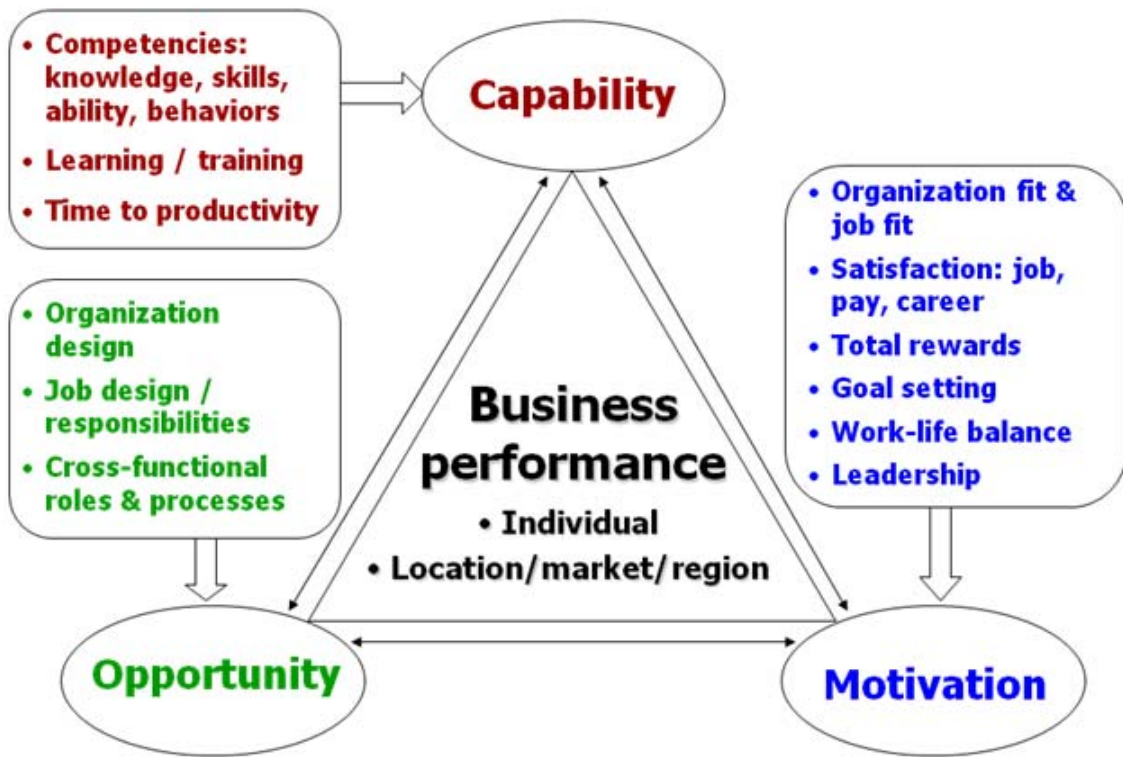 • Competencies:
knowledge, skills,
ability, behaviors
• Learning / training
• Time to productivity
Capability
• Organization
design
• Job design /
responsibilities
• Cross-functional
roles & processes
• Organization fit &
job fit
• Satisfaction: job,
pay, career
• Total rewards
• Goal setting
• Work-life balance
• Leadership
Business
performance
• Individual
• Location/market/region
Opportunity
Motivation